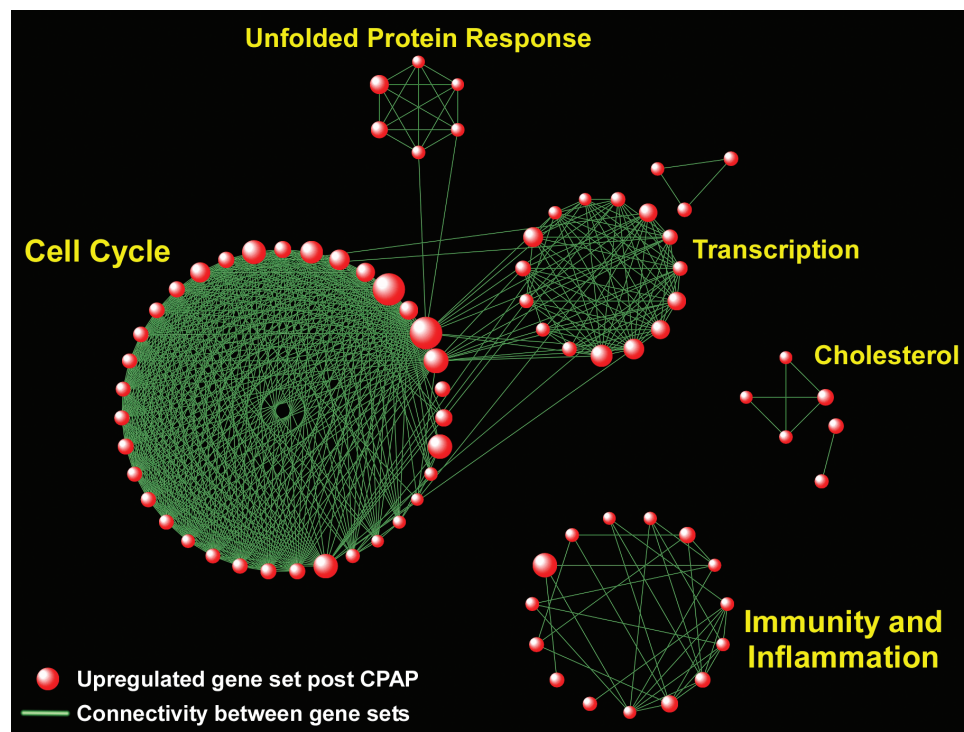 Unfolded Protein Response
Cell Cycle
Transcription
Cholesterol
Immunity and
Inflammation
Upregulated gene set post CPAP
Connectivity between gene sets